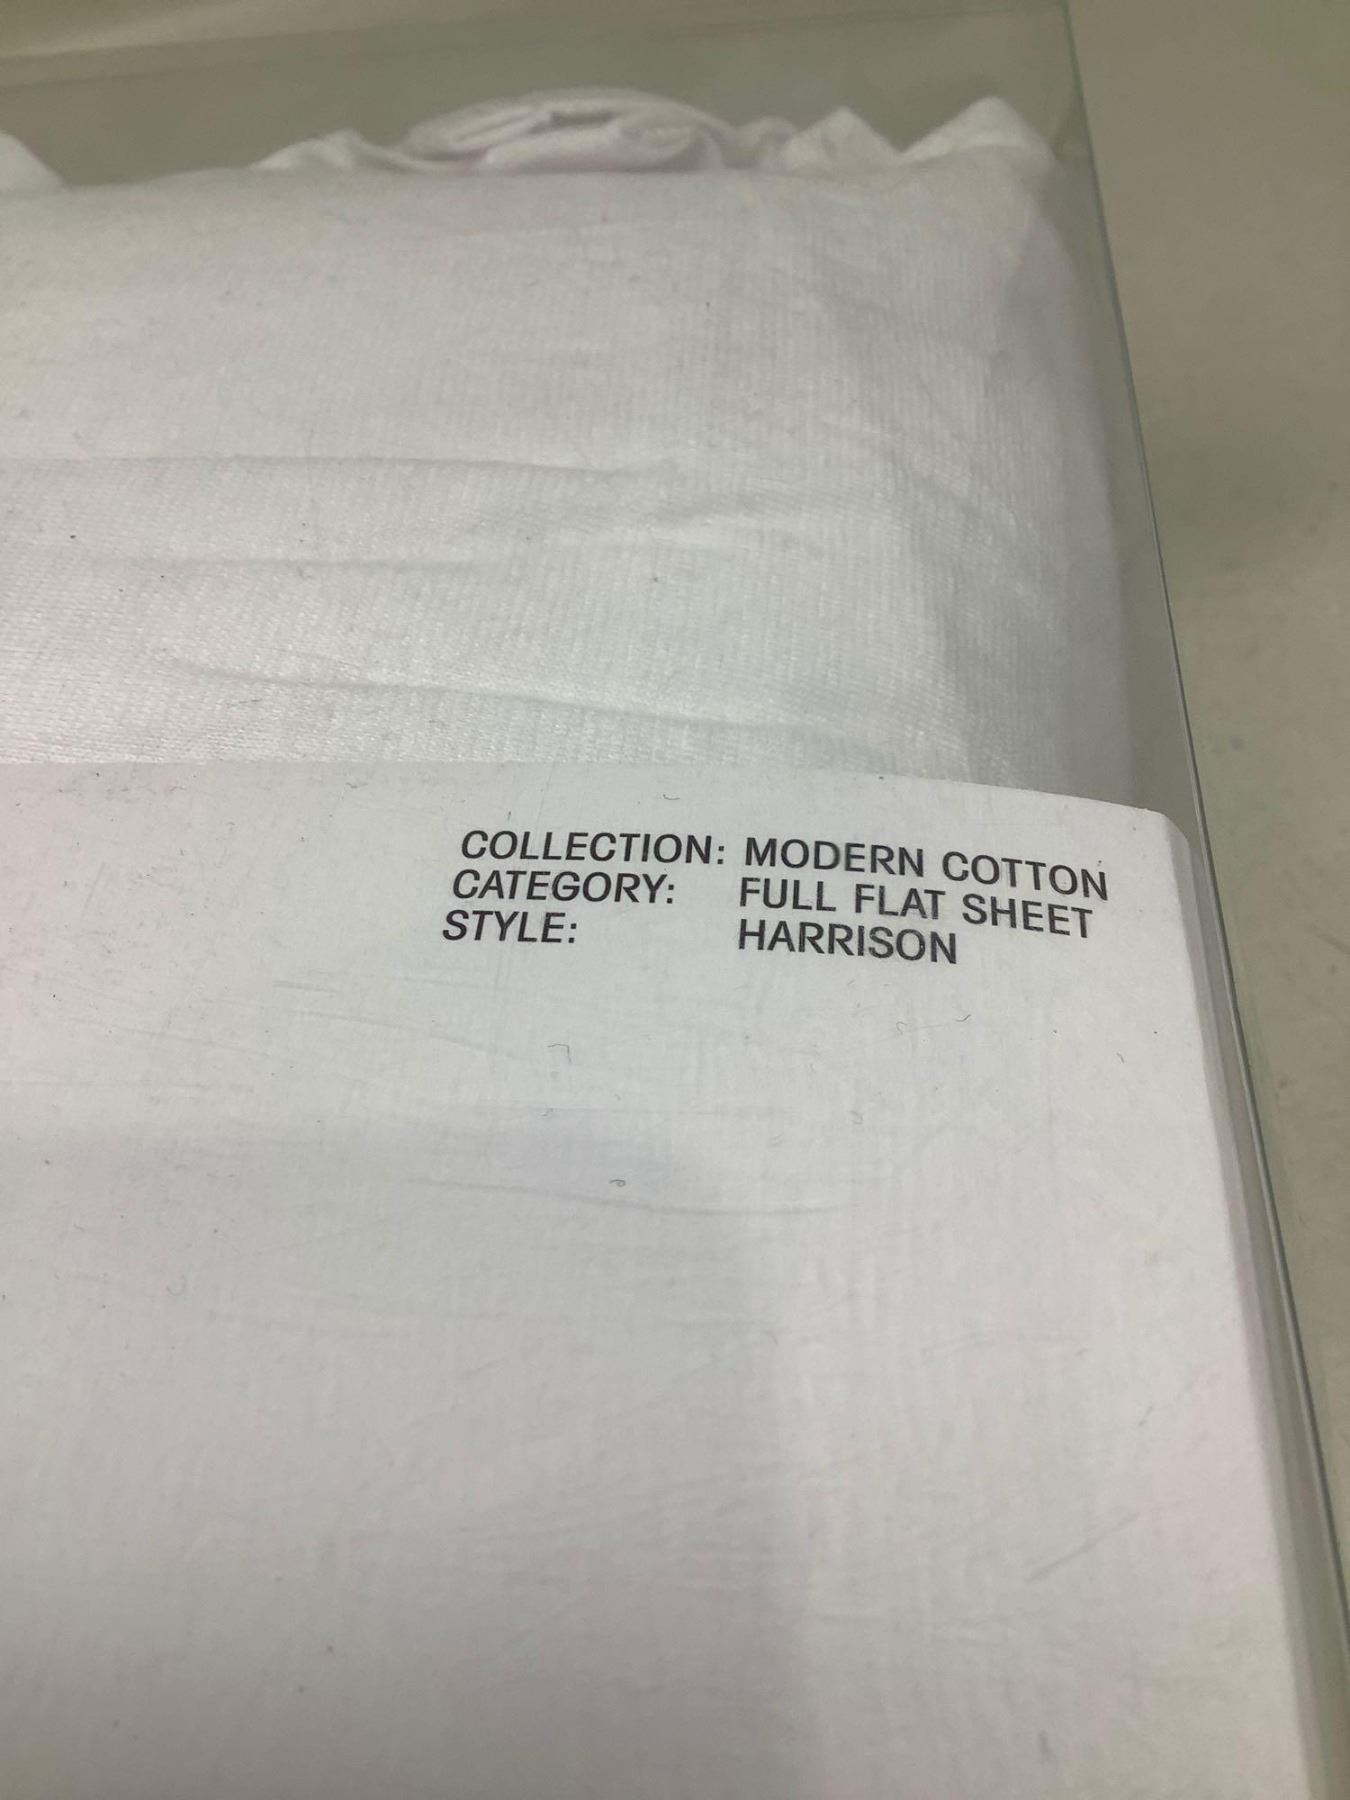 COLLECTION: MODERN COTTON
CATEGORY: FULL FLAT SHEET
STYLE: HARRISON